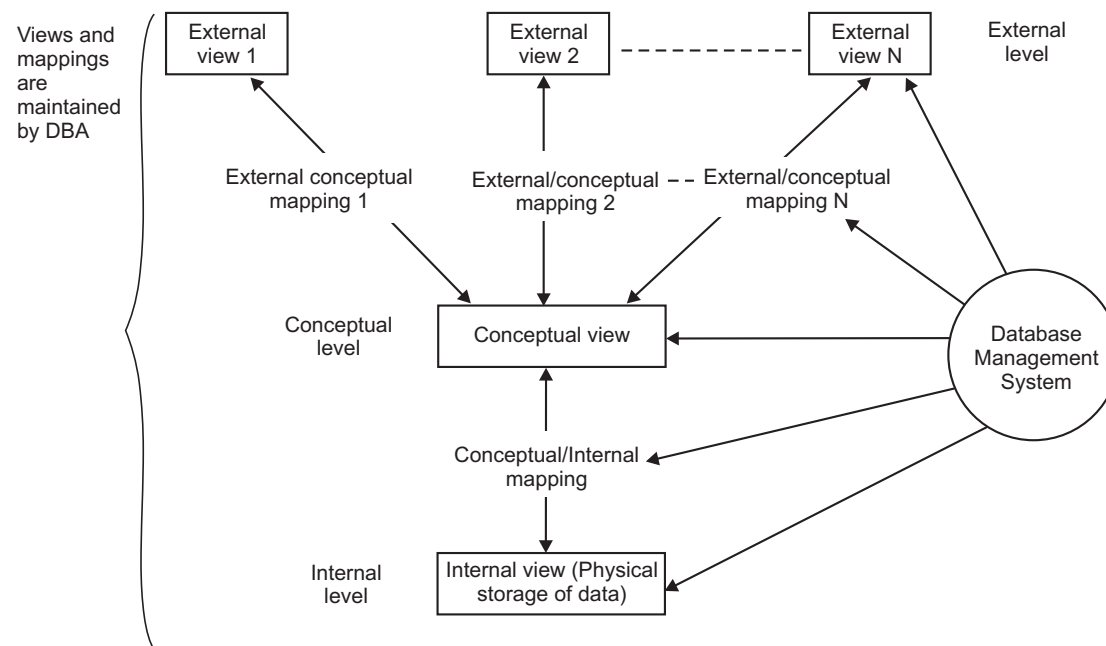 Views and
mappings
are
maintained
by DBA
External
view 1
External
view 2
External
view N
External
level
External conceptual
mapping 1
External/conceptual
mapping 2
External/conceptual
mapping N
Conceptual
level
Conceptual view
Database
Management
System
Conceptual/Internal
mapping
Internal
level
Internal view (Physical
storage of data)